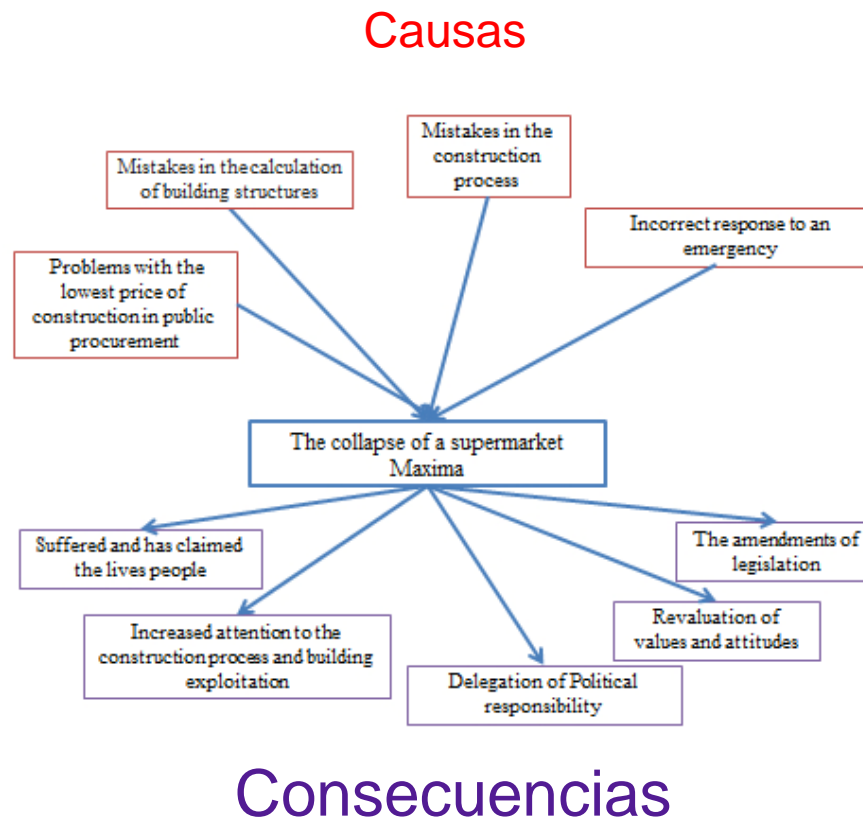 Causas
Mistakes in the
construction
process
Mistakes in the calculation
of building structures
Incorrect response to an
emergency
Problems with the
lowest price of
construction in public
procurement
The collapse of a supermarket
Maxima
Suffered and has claimed
the lives people
The amendments of
legislation
Increased attention to the
construction process and building
exploitation
Revaluation of
values and attitudes
Delegation of Political
responsibility
Consecuencias